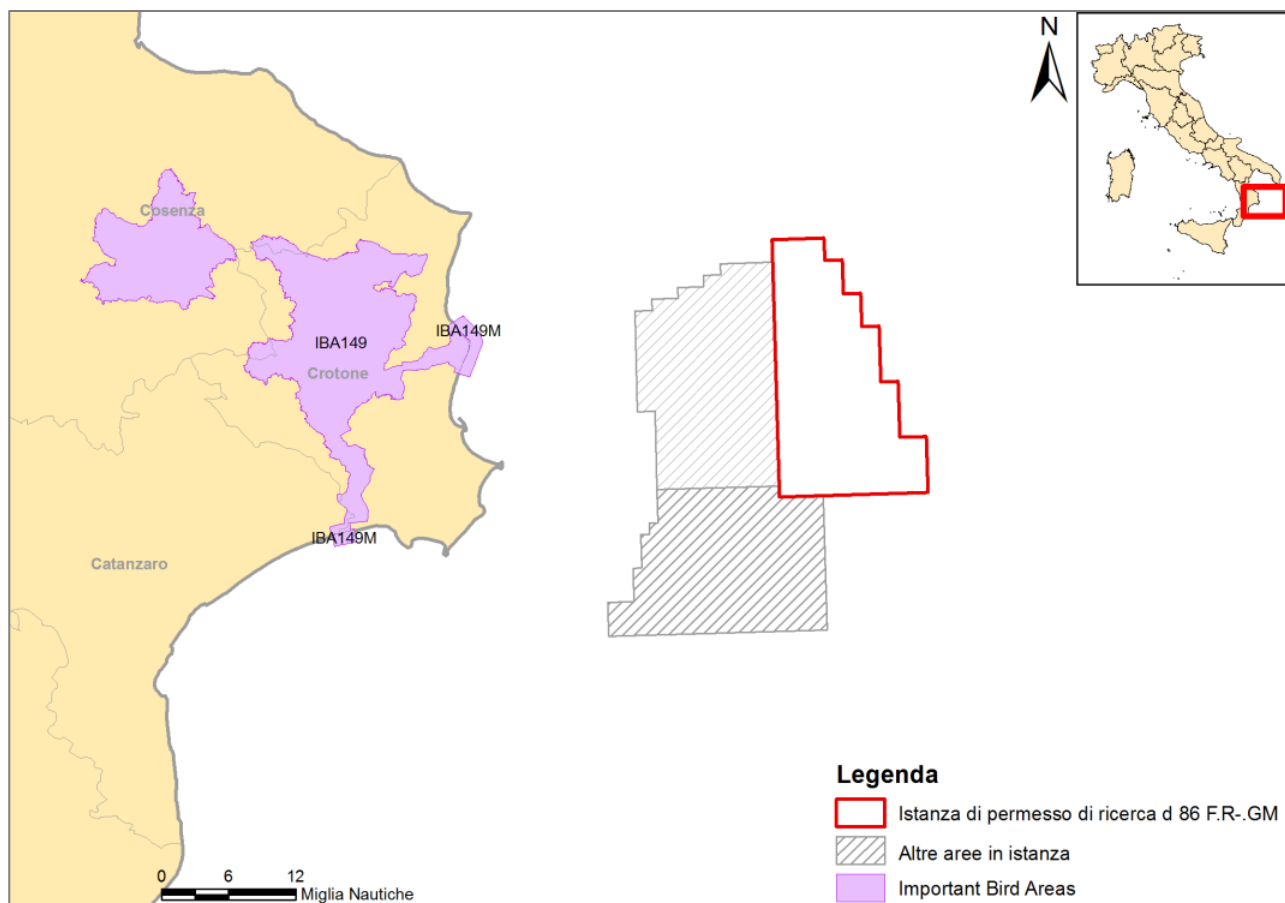 N
Cosenza
IBA149M
IBA149
Crotone
IBA149M
Catanzaro
Legenda
Istanza di permesso di ricerca d 86 F.R-.GM
Altre aree in istanza
Important Bird Areas
0 6 12
Miglia Nautiche